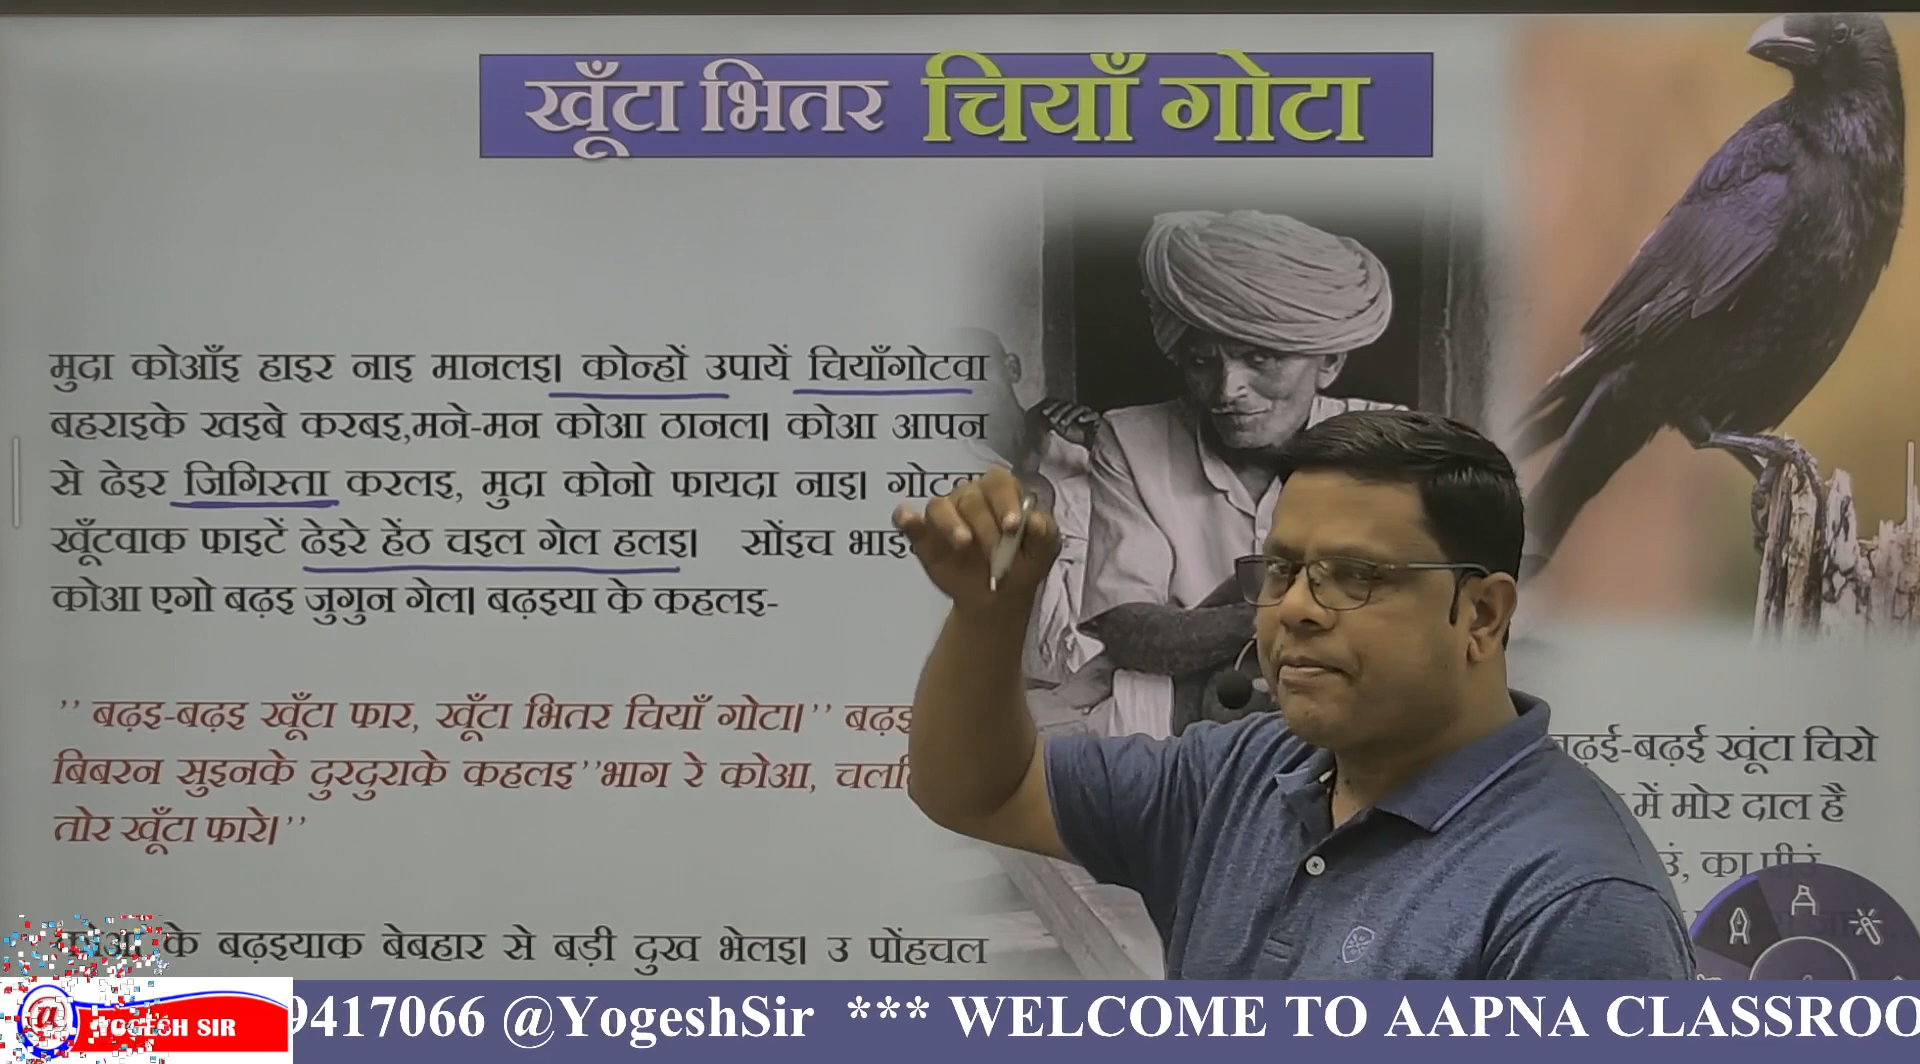 खूँटा भितर चियाँ गोटा
मुदा कोआँइ हाइर नाइ मानलइ। कोन्हों उपायें चियाँगोटवा
बहराइके खइबे करबइ,मने-मन कोआ ठानल। कोआ आपन
से ढेइर जिगिस्ता करलइ, मुदा कोनो फायदा नाइ। गोटवा
खूँटवाक फाइटें ढेइरे हेंठ चइल गेल हलइ। सोंइच भाइ
कोआ एगो बढ़इ जुगुन गेल। बढ़इया के कहलइ-
’’ बढ़इ-बढ़इ खूँटा फार, खूँटा भितर चियाँ गोटा।’’ बढ़इ
बिबरन सुइनके दुरदुराके कहलइ’’भाग रे कोआ, चल
तोर खूँटा फारे।’’
कोआ के बढ़इयाक बेबहार से बड़ी दुख भेलइ। उ पोंहचल
बढ़ई-बढ़ई खूंटा चिरो
में मोर दाल है
का पीउं
@ YOGESH SIR
9417066 @YogeshSir *** WELCOME TO AAPNA CLASSROO